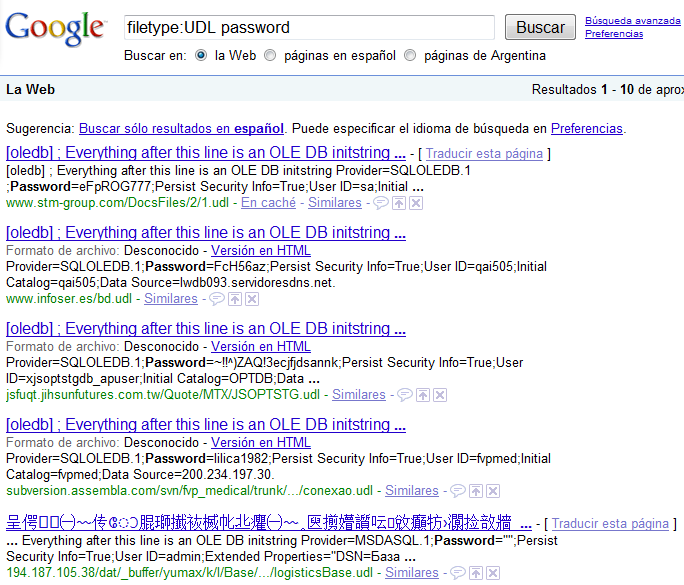 Google™
filetype:UDL password
Buscar
Búsqueda avanzada
Preferencias
Buscar en: la Web páginas en español páginas de Argentina
La Web
Resultados 1 - 10 de aprox
Sugerencia: Buscar sólo resultados en español. Puede especificar el idioma de búsqueda en Preferencias.
[oledb] ; Everything after this line is an OLE DB initstring ... - [ Traducir esta página ]
[oledb] ; Everything after this line is an OLE DB initstring Provider=SQLOLEDB.1
;Password=eFpROG777;Persist Security Info=True;User ID=sa;Initial ...
www.stm-group.com/DocsFiles/2/1.udl - En caché - Similares -
[oledb] ; Everything after this line is an OLE DB initstring ...
Formato de archivo: Desconocido - Versión en HTML
Provider=SQLOLEDB.1;Password=FcH56az;Persist Security Info=True;User ID=qai505;Initial
Catalog=qai505;Data Source=lwdb093.servidoresdns.net.
www.infoser.es/bd.udl - Similares -
[oledb] ; Everything after this line is an OLE DB initstring ...
Formato de archivo: Desconocido - Versión en HTML
Provider=SQLOLEDB.1;Password=~!!^)ZAQ!3ecjfjdsannk;Persist Security Info=True;User
ID=xjsoptstgdb_apuser;Initial Catalog=OPTDB;Data ...
jsfuqt.jihsunfutures.com.tw/Quote/MTX/JSOPTSTG.udl - Similares -
[oledb] ; Everything after this line is an OLE DB initstring ...
Formato de archivo: Desconocido - Versión en HTML
Provider=SQLOLEDB.1;Password=lilica1982;Persist Security Info=True;User ID=fvpmed;Initial
Catalog=fvpmed;Data Source=200.234.197.30.
subversion.assembla.com/svn/fvp_medical/trunk/.../conexao.udl - Similares -
... - [ Traducir esta página ]
... Everything after this line is an OLE DB initstring Provider=MSDASQL.1;Password="";Persist
Security Info=True;User ID=admin;Extended Properties="DSN=База ...
194.187.105.38/dat/_buffer/yumax/k/l/Base/.../logisticsBase.udl - Similares -